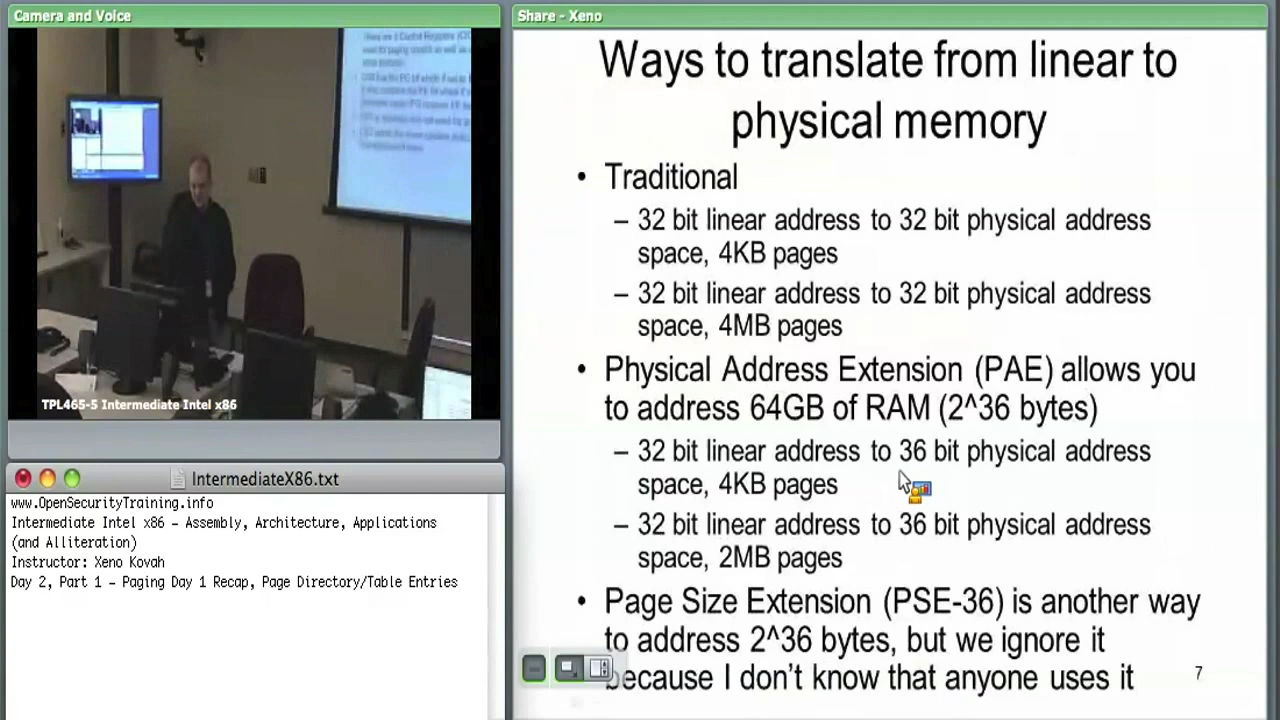 Camera and Voice
TPL465-5 Intermediate Intel x86
IntermediateX86.txt
www.OpenSecurityTraining.info
Intermediate Intel x86 – Assembly, Architecture, Applications
(and Alliteration)
Instructor: Xeno Kovah
Day 2, Part 1 – Paging Day 1 Recap, Page Directory/Table Entries
Share - Xeno
Ways to translate from linear to
physical memory
• Traditional
– 32 bit linear address to 32 bit physical address
space, 4KB pages
– 32 bit linear address to 32 bit physical address
space, 4MB pages
• Physical Address Extension (PAE) allows you
to address 64GB of RAM (2^36 bytes)
– 32 bit linear address to 36 bit physical address
space, 4KB pages
– 32 bit linear address to 36 bit physical address
space, 2MB pages
• Page Size Extension (PSE-36) is another way
to address 2^36 bytes, but we ignore it
because I don't know that anyone uses it
7